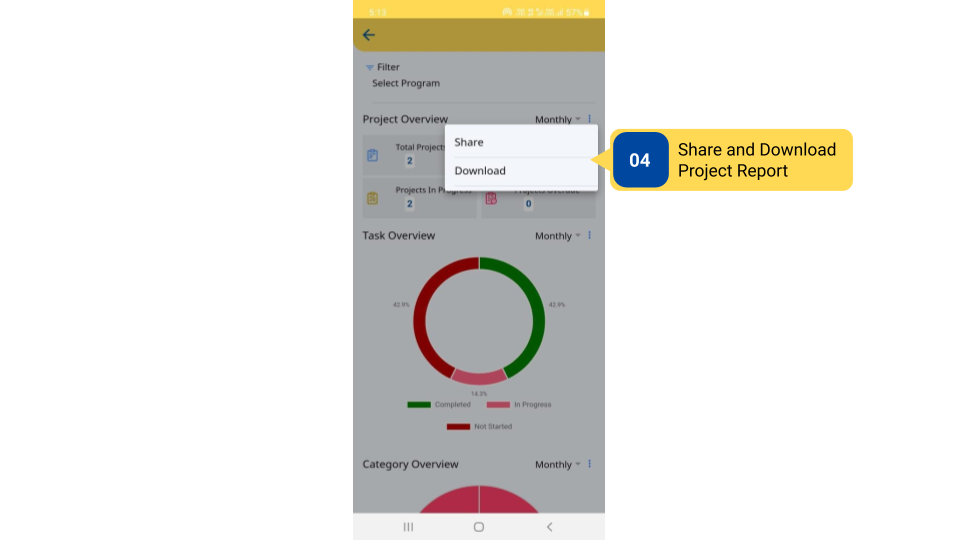 5:13
57%
Filter
Select Program
Project Overview
Monthly
Share
Download
Total Projects
2
Projects In Progress
2
Projects Overdue
0
04
Share and Download
Project Report
Task Overview
Monthly
42.9%
42.9%
14.3%
Completed
In Progress
Not Started
Category Overview
Monthly